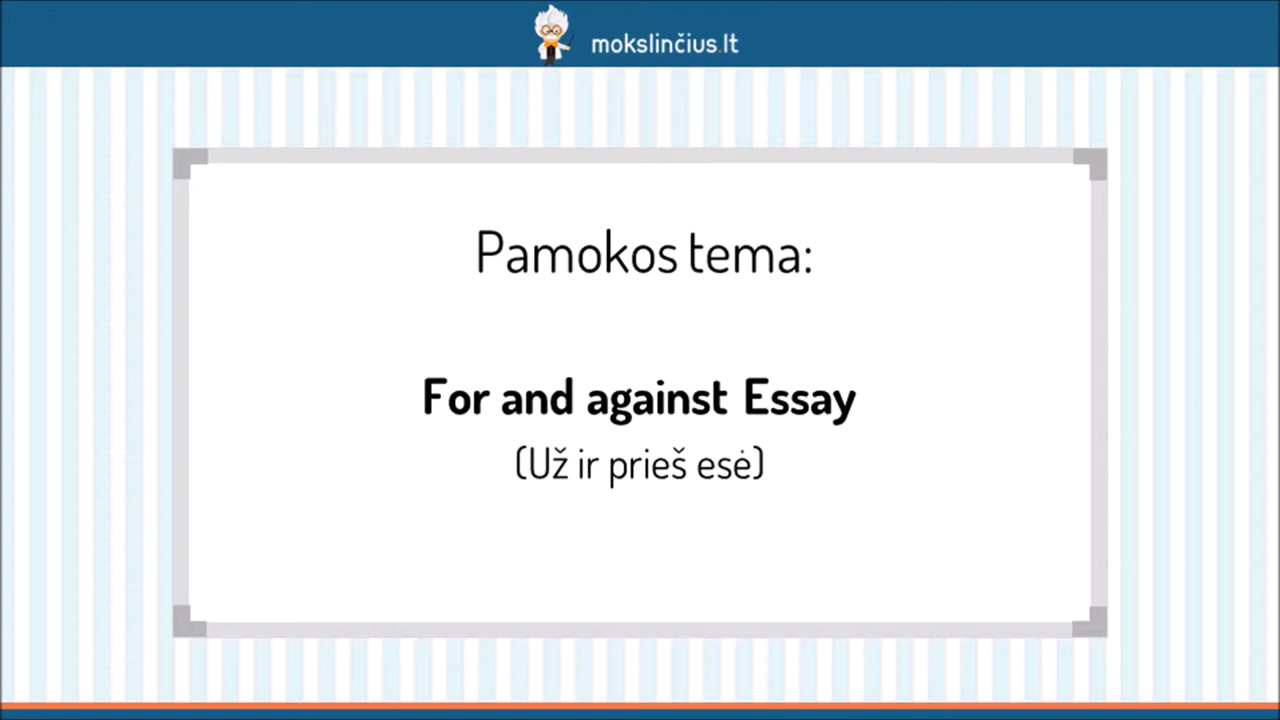 mokslinčius.lt
Pamokos tema:
For and against Essay
(Už ir prieš esė)